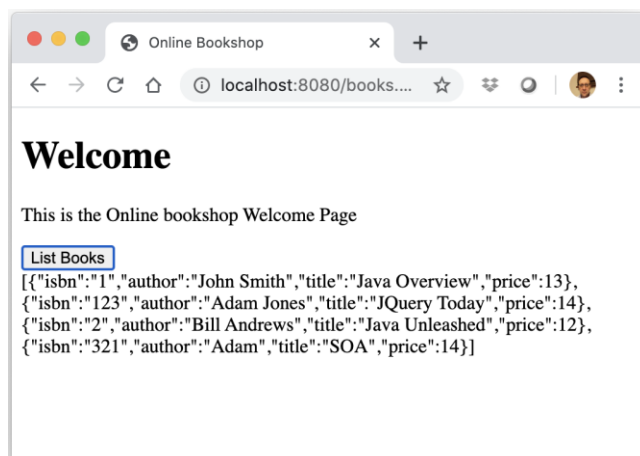 Online Bookshop
localhost:8080/books....
Welcome
This is the Online bookshop Welcome Page
List Books
[{"isbn":"1","author":"John Smith","title":"Java Overview","price":13},
{"isbn":"123","author":"Adam Jones","title":"JQuery Today","price":14},
{"isbn":"2","author":"Bill Andrews","title":"Java Unleashed","price":12},
{"isbn":"321","author":"Adam","title":"SOA","price":14}]